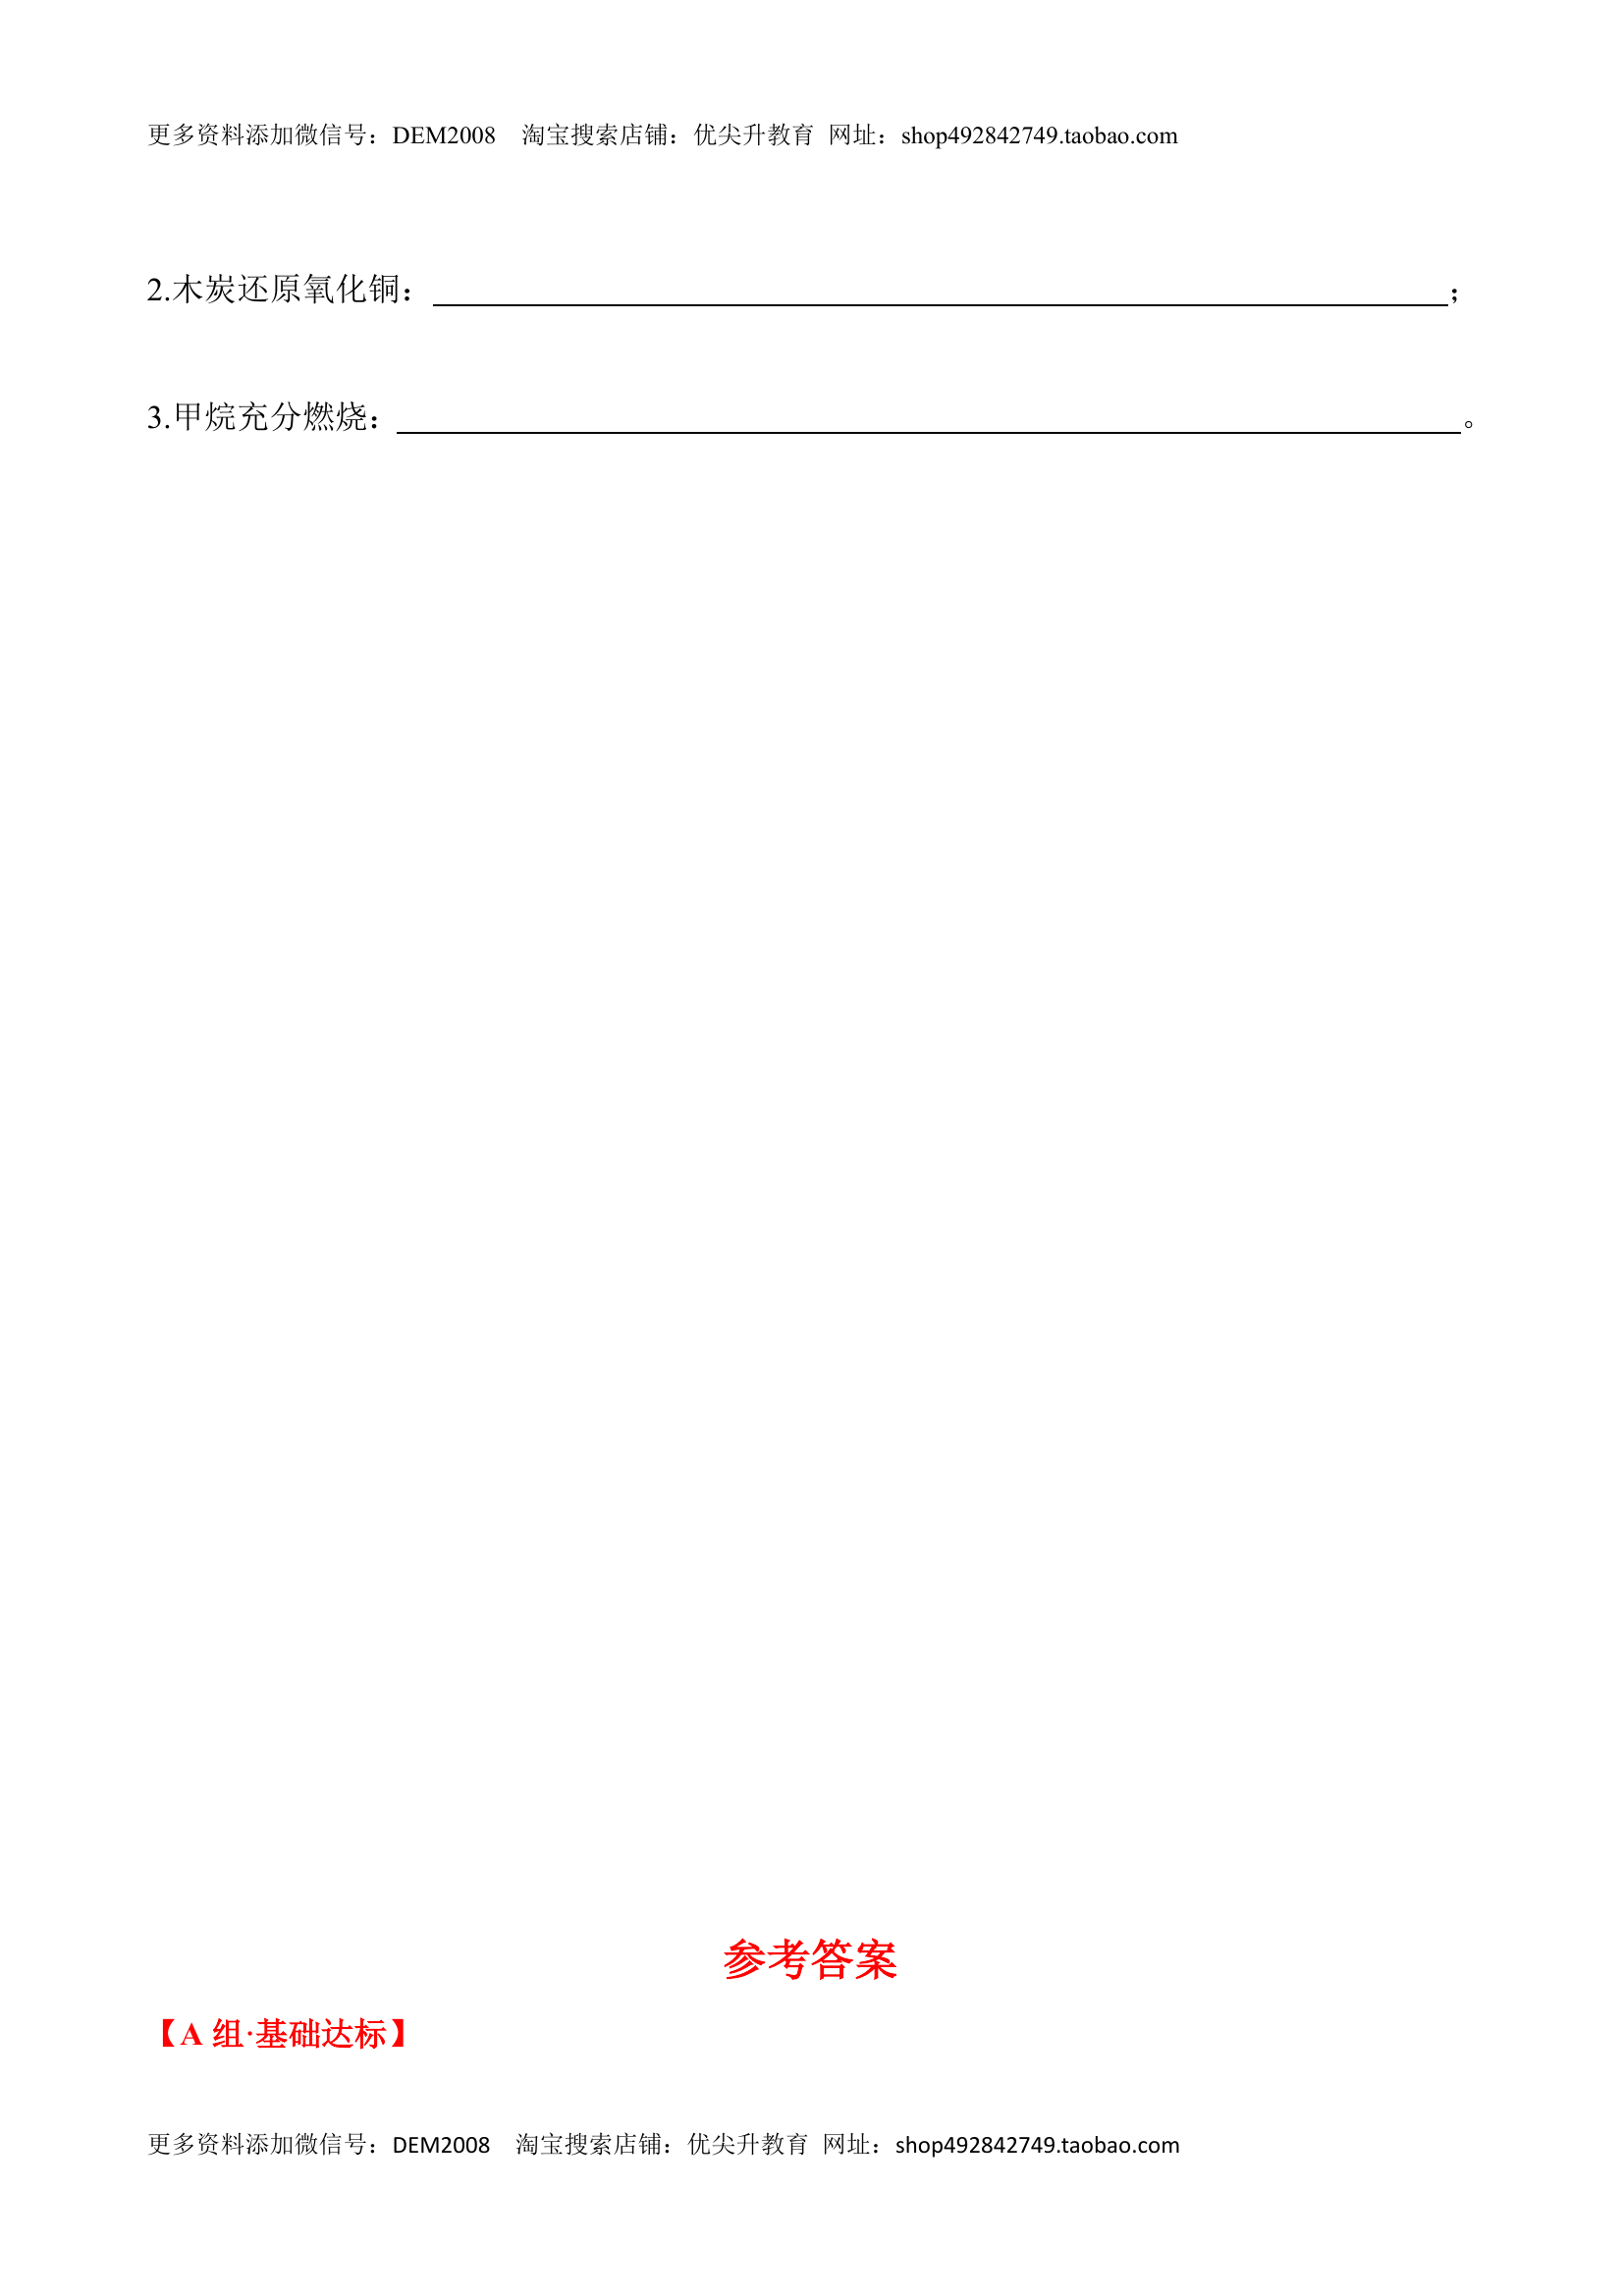 更多资料添加微信号：DEM2008 淘宝搜索店铺：优尖升教育 网址：shop492842749.taobao.com
2.木炭还原氧化铜：；
3.甲烷充分燃烧：。
参考答案
【A 组·基础达标】
更多资料添加微信号：DEM2008 淘宝搜索店铺：优尖升教育 网址：shop492842749.taobao.com